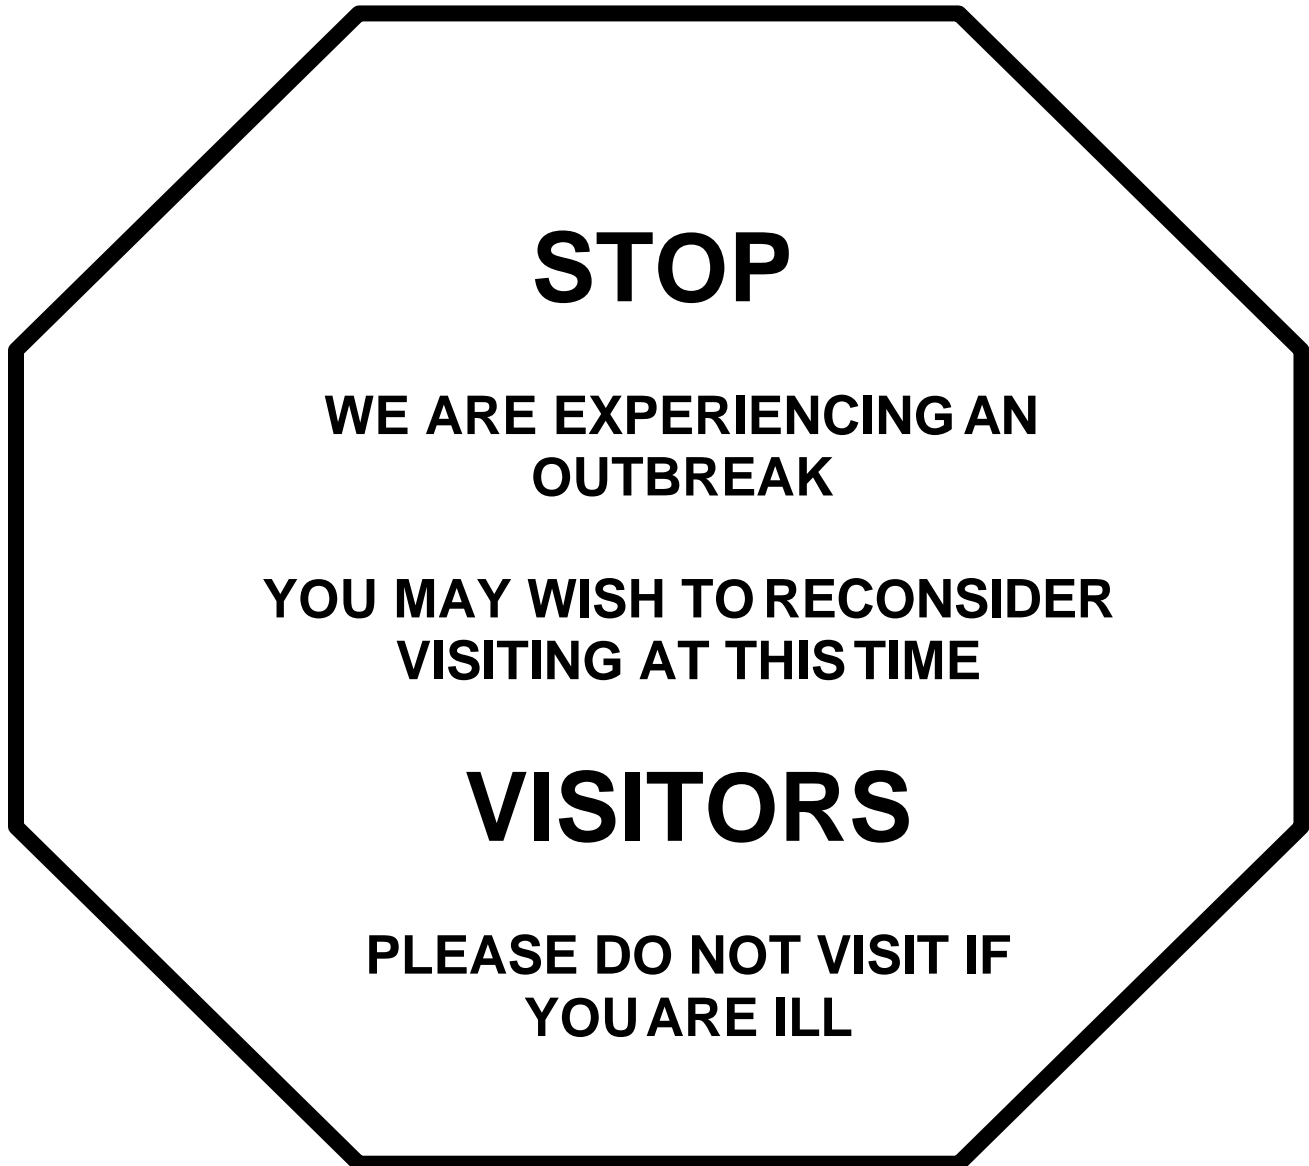 STOP
WE ARE EXPERIENCING AN
OUTBREAK
YOU MAY WISH TO RECONSIDER
VISITING AT THIS TIME
VISITORS
PLEASE DO NOT VISIT IF
YOU ARE ILL